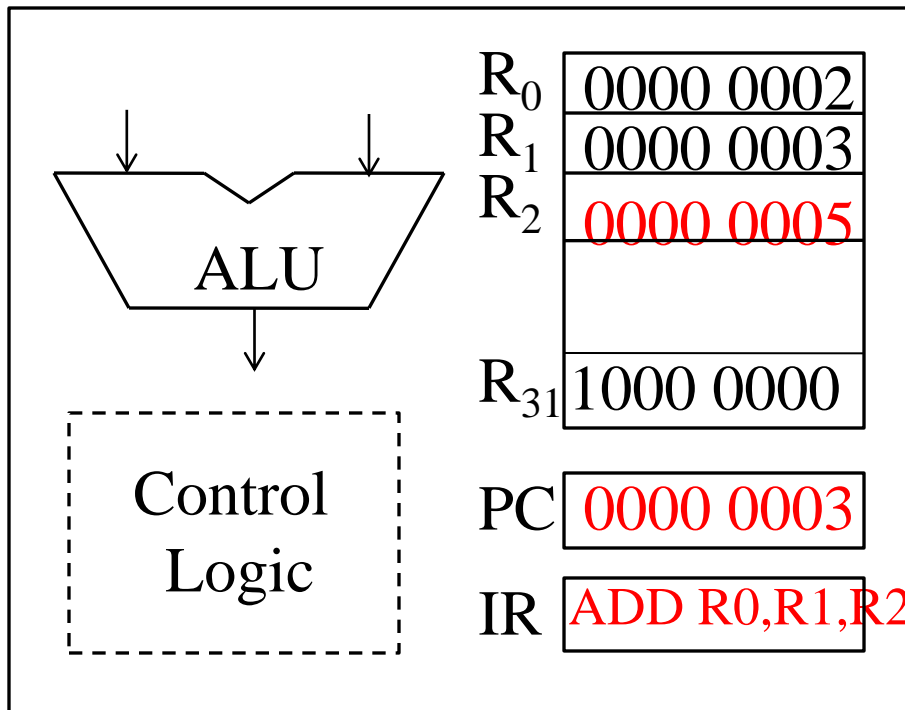 ALU
Control
Logic
R0 0000 0002
R1 0000 0003
R2 0000 0005
R31 1000 0000
PC 0000 0003
IR ADD R0,R1,R2